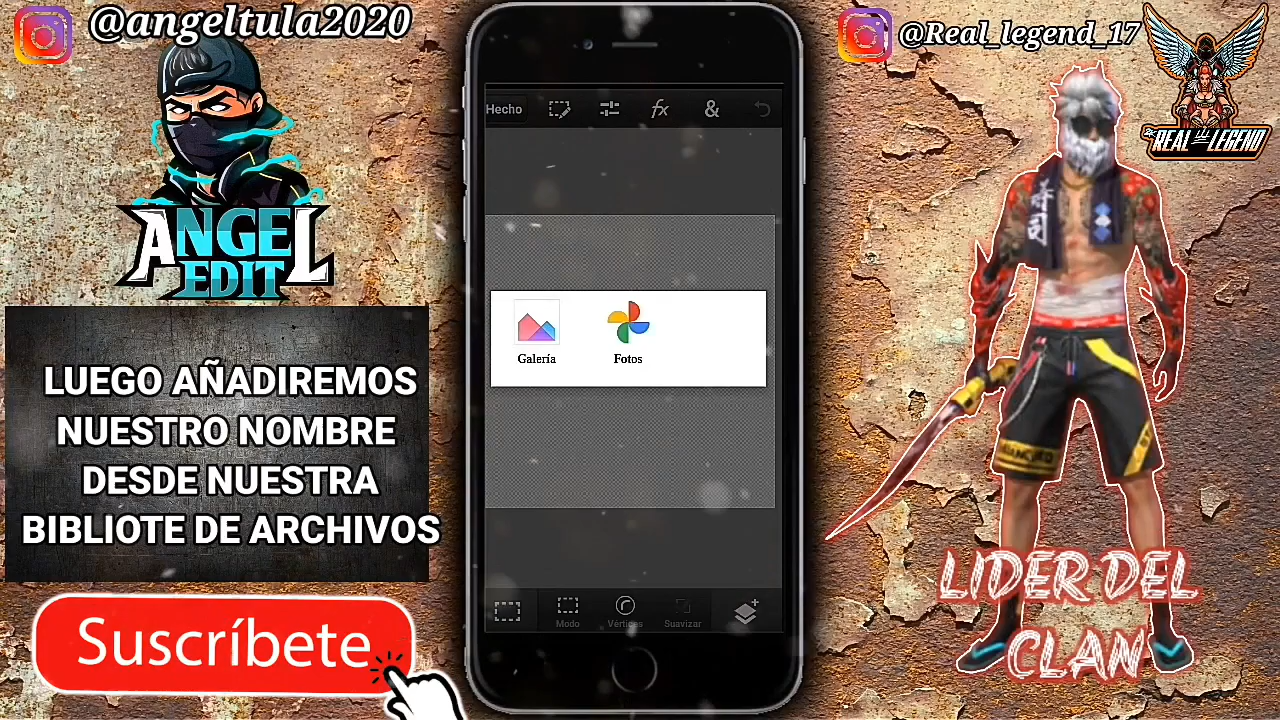 @angeltula2020
ANGEL
EDIT
LUEGO AÑADIREMOS
NUESTRO NOMBRE
DESDE NUESTRA
BIBLIOTE DE ARCHIVOS
Suscríbete
Hecho
fx
&
Galería
Fotos
Modo
Vértices
Suavizar
@Real_legend_17
REAL
LEGEND
LIDER DEL
CLAN